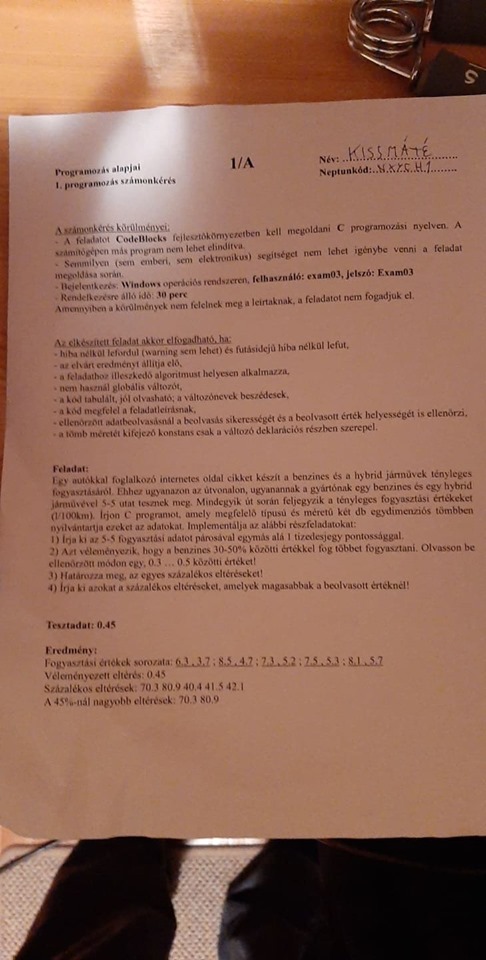 Programozás alapjai
1. programozás számonkérés
1/A
Név: KISS MÁTÉ
Neptunkód:
A számonkérés körülményei:
- A feladatot CodeBlocks fejlesztőkörnyezetben kell megoldani C programozási nyelven. A
számítógépen más program nem lehet elindítva.
- Semmilyen (sem emberi, sem elektronikus) segítséget nem lehet igénybe venni a feladat
megoldása során.
- Bejelentkezés: Windows operációs rendszeren, felhasználó: exam03, jelszó: Exam03
- Rendelkezésre álló idő: 30 perc
Amennyiben a körülmények nem felelnek meg a leírtaknak, a feladatot nem fogadjuk el.
Az elkészített feladat akkor elfogadható, ha:
- hiba nélkül lefordul (warning sem lehet) és futásidejű hiba nélkül lefut,
- az elvárt eredményt állítja elő,
- a feladathoz illeszkedő algoritmust helyesen alkalmazza,
- nem használ globális változót,
- a kód tabulált, jól olvasható; a változónevek beszédesek,
- a kód megfelel a feladatleírásnak,
- ellenőrzött adatbeolvasásnál a beolvasás sikerességét és a beolvasott érték helyességét is ellenőrzi,
- a tömb méretét kifejező konstans csak a változó deklarációs részben szerepel.
Feladat:
Egy autókkal foglalkozó internetes oldal cikket készít a benzines és a hybrid járművek tényleges
fogyasztásáról. Ehhez ugyanazon az útvonalon, ugyanannak a gyártónak egy benzines és egy hybrid
járművével 5-5 utat tesznek meg. Mindegyik út során feljegyzik a tényleges fogyasztási értékeket
(l/100km). Írjon C programot, amely megfelelő típusú és méretű két db egydimenziós tömbben
nyilvántartja ezeket az adatokat. Implementálja az alábbi részfeladatokat:
1) Írja ki az 5-5 fogyasztási adatot párosával egymás alá 1 tizedesjegy pontossággal.
2) Azt véleményezik, hogy a benzines 30-50% közötti értékkel fog többet fogyasztani. Olvasson be
ellenőrzött módon egy, 0.3 … 0.5 közötti értéket!
3) Határozza meg, az egyes százalékos eltéréseket!
4) Írja ki azokat a százalékos eltéréseket, amelyek magasabbak a beolvasott értéknél!
Tesztadat: 0.45
Eredmény:
Fogyasztási értékek sorozata: 6.3 , 3.7 ; 8.5 , 4.7 ; 7.3 , 5.2 ; 7.5 , 5.3 ; 8.1 , 5.7
Véleményezett eltérés: 0.45
Százalékos eltérések: 70.3 80.9 40.4 41.5 42.1
A 45%-nál nagyobb eltérések: 70.3 80.9